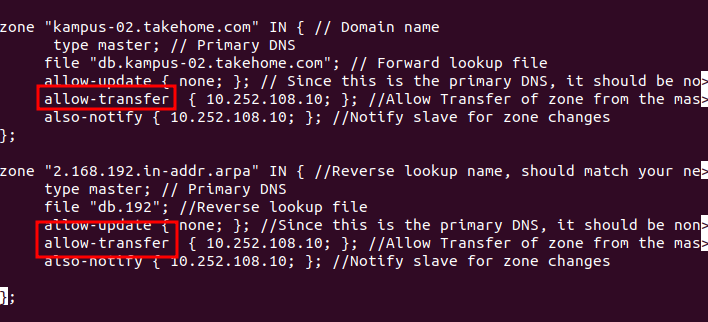 zone "kampus-02.takehome.com" IN { // Domain name
type master; // Primary DNS
file "db.kampus-02.takehome.com"; // Forward lookup file
allow-update { none; }; // Since this is the primary DNS, it should be no>
allow-transfer  { 10.252.108.10; }; //Allow Transfer of zone from the mas>
also-notify { 10.252.108.10; }; //Notify slave for zone changes
};
zone "2.168.192.in-addr.arpa" IN { //Reverse lookup name, should match your ne>
type master; // Primary DNS
file "db.192"; //Reverse lookup file
allow-update { none; }; //Since this is the primary DNS, it should be non>
allow-transfer  { 10.252.108.10; }; //Allow Transfer of zone from the mas>
also-notify { 10.252.108.10; }; //Notify slave for zone changes
};